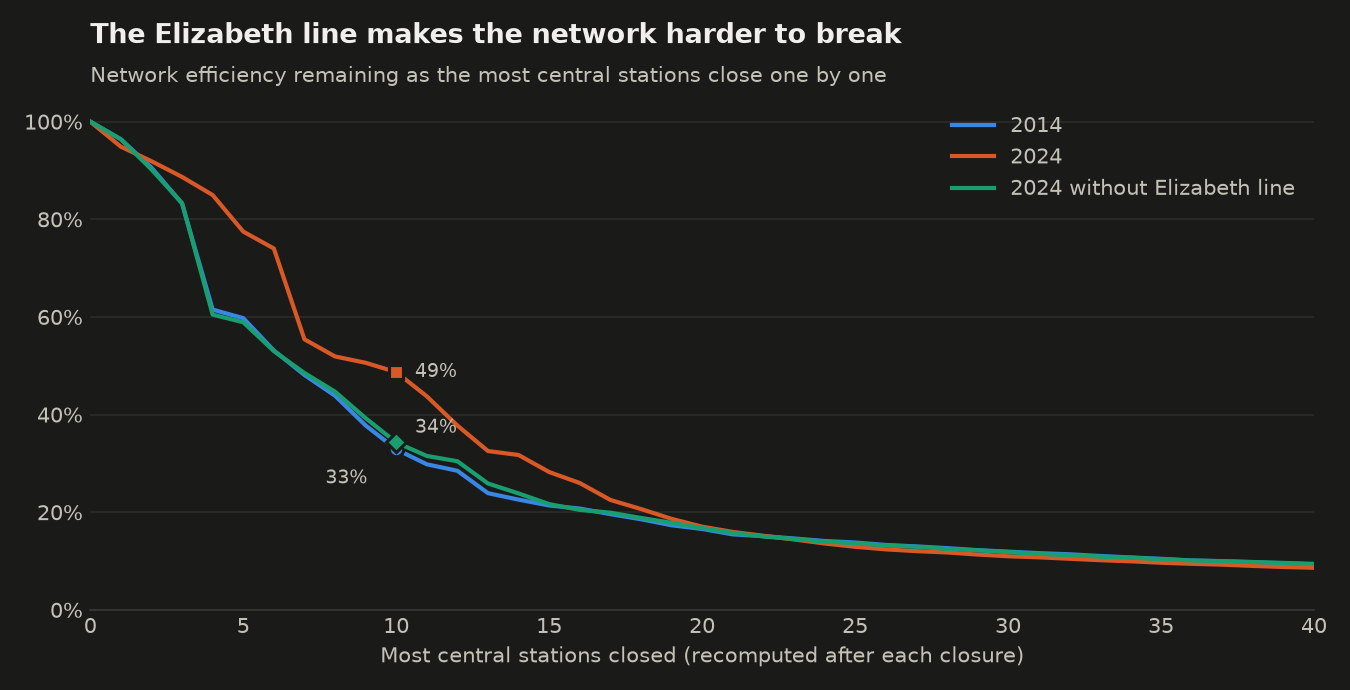 The Elizabeth line makes the network harder to break
Network efficiency remaining as the most central stations close one by one
100%
80%
60%
40%
20%
0%
2014
2024
2024 without Elizabeth line
49%
34%
33%
0 5 10 15 20 25 30 35 40
Most central stations closed (recomputed after each closure)